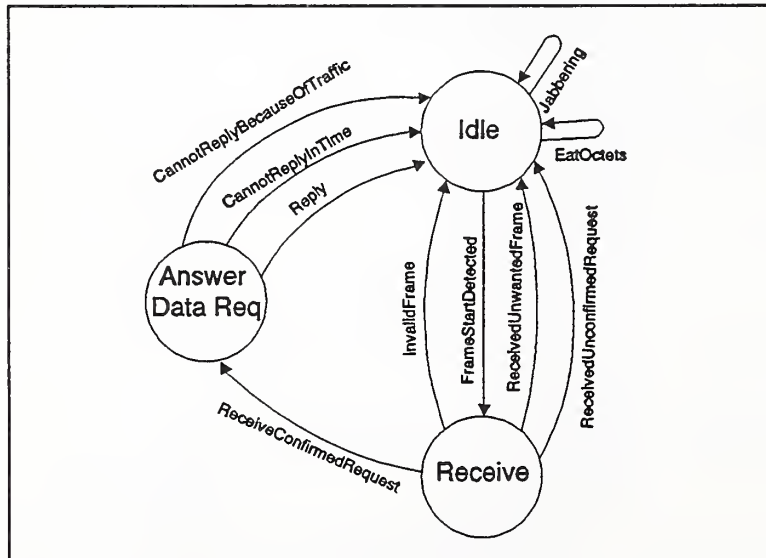 Jabbering
Idle
EatOctets
CannotReplyBecauseOfTraffic
CannotReplyInTime
Reply
Answer
Data Req
InvalidFrame
FrameStartDetected
ReceivedUnwantedFrame
ReceivedUnconfirmedRequest
ReceiveConfirmedRequest
Receive